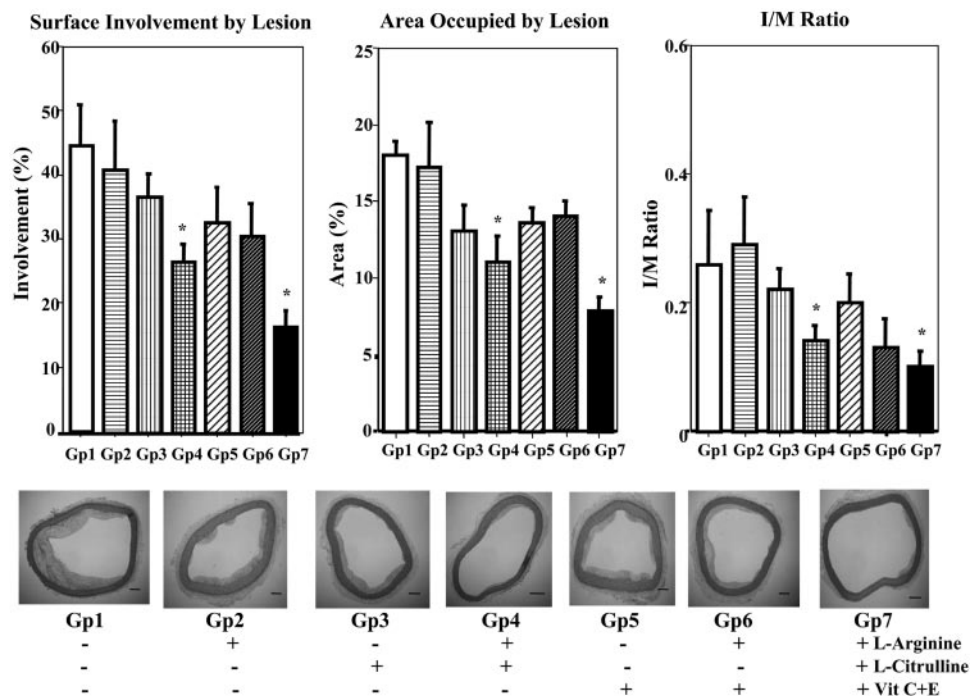 Surface Involvement by Lesion
Area Occupied by Lesion
I/M Ratio
Involvement (%)
60
50
40
30
20
10
0
*
*
Gp1 Gp2 Gp3 Gp4 Gp5 Gp6 Gp7
Area (%)
25
20
15
10
5
0
*
*
Gp1 Gp2 Gp3 Gp4 Gp5 Gp6 Gp7
I/M Ratio
0.6
0.4
0.2
0
*
*
Gp1 Gp2 Gp3 Gp4 Gp5 Gp6 Gp7
Gp1 Gp2 Gp3 Gp4 Gp5 Gp6 Gp7
- + - + - + + L-Arginine
- - + + - - + L-Citrulline
- - - - + + + Vit C+E